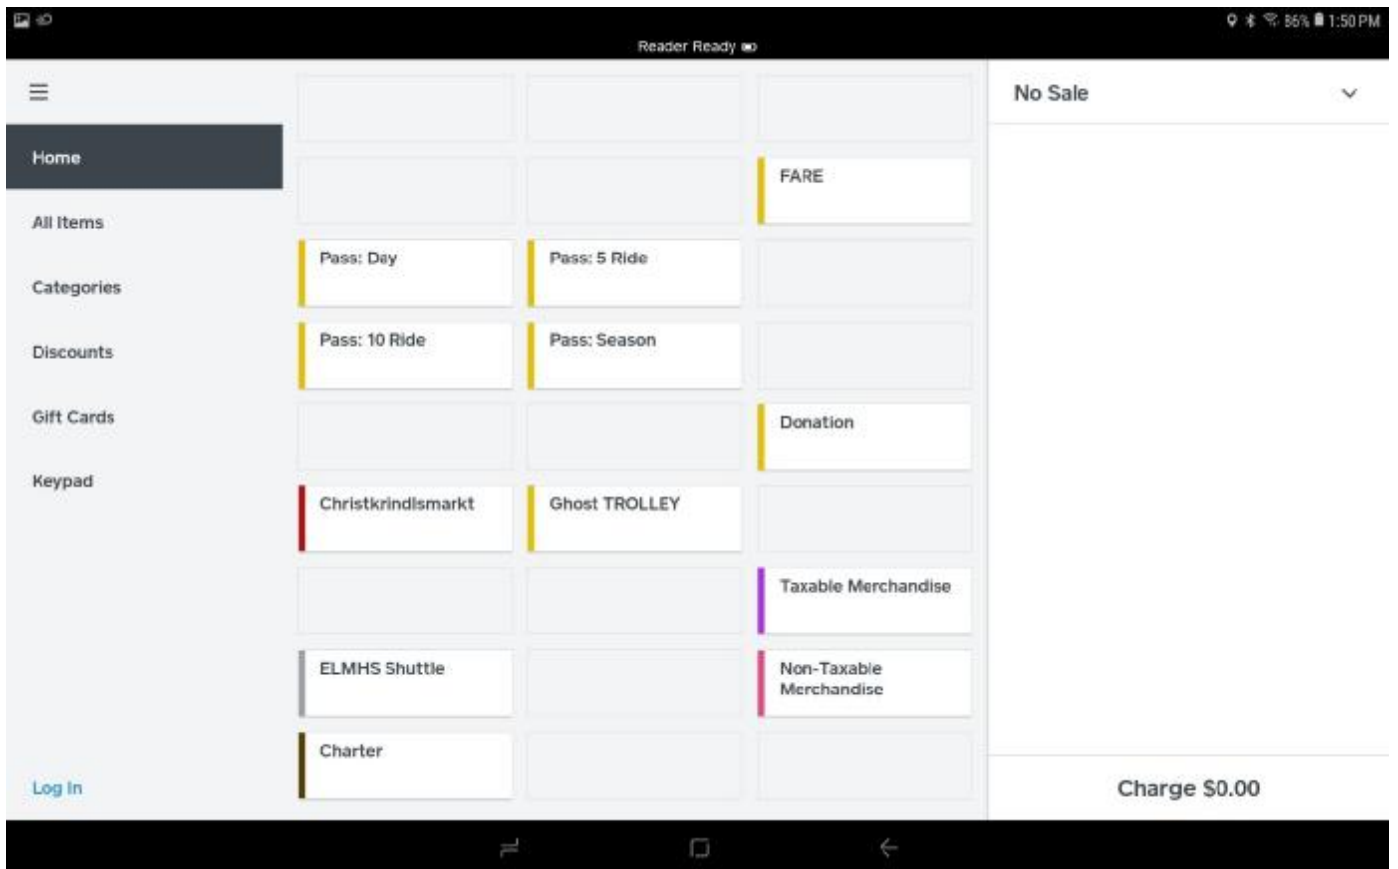 86% 1:50 PM
Reader Ready
No Sale
Home
All Items
Categories
Discounts
Gift Cards
Keypad
Log In
FARE
Pass: Day
Pass: 5 Ride
Pass: 10 Ride
Pass: Season
Donation
Christkrindlsmarkt
Ghost TROLLEY
Taxable Merchandise
ELMHS Shuttle
Non-Taxable
Merchandise
Charter
Charge $0.00